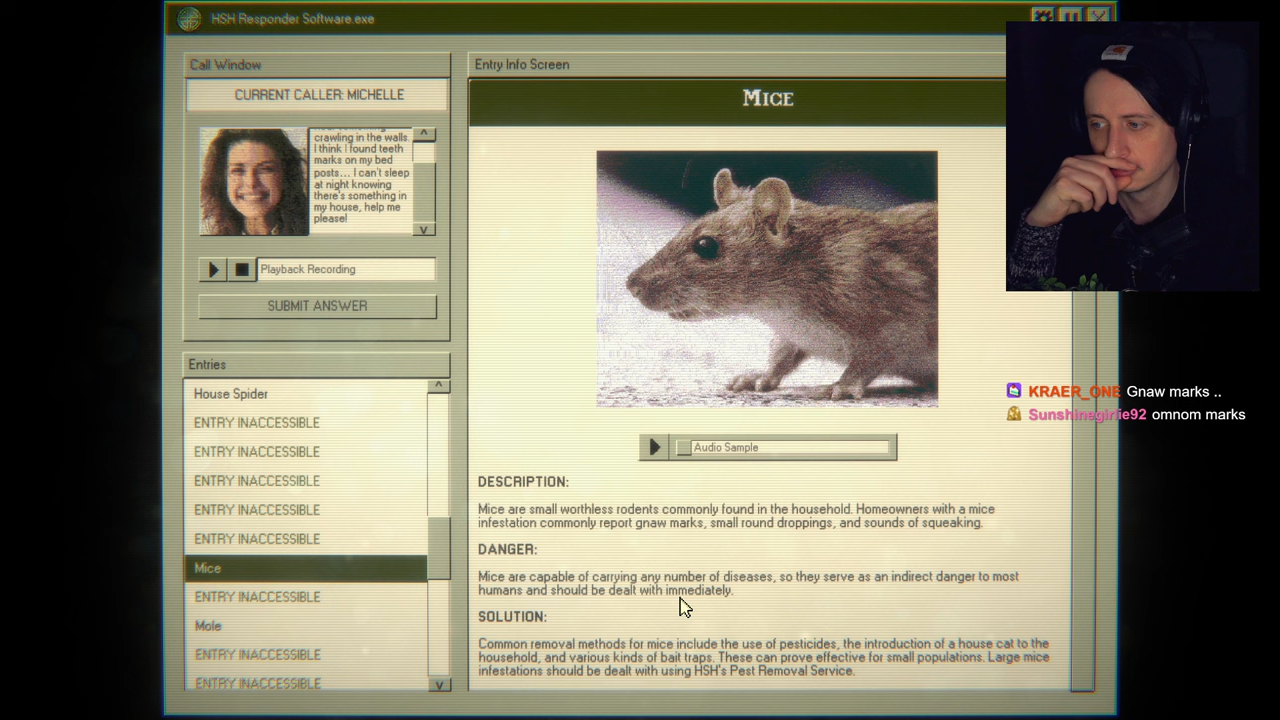 HSH Responder Software.exe
Call Window
CURRENT CALLER: MICHELLE
crawling in the walls.
I think I found teeth
marks on my bed
posts... I can't sleep
at night knowing
there's something in
my house, help me
please!
Playback Recording
SUBMIT ANSWER
Entries
House Spider
ENTRY INACCESSIBLE
ENTRY INACCESSIBLE
ENTRY INACCESSIBLE
ENTRY INACCESSIBLE
ENTRY INACCESSIBLE
Mice
ENTRY INACCESSIBLE
Mole
ENTRY INACCESSIBLE
ENTRY INACCESSIBLE
Entry Info Screen
MICE
Audio Sample
DESCRIPTION:
Mice are small worthless rodents commonly found in the household. Homeowners with a mice
infestation commonly report gnaw marks, small round droppings, and sounds of squeaking.
DANGER:
Mice are capable of carrying any number of diseases, so they serve as an indirect danger to most
humans and should be dealt with immediately.
SOLUTION:
Common removal methods for mice include the use of pesticides, the introduction of a house cat to the
household, and various kinds of bait traps. These can prove effective for small populations. Large mice
infestations should be dealt with using HSH's Pest Removal Service.
KRAER_ONE Gnaw marks ..
Sunshinegirlie92 omnom marks